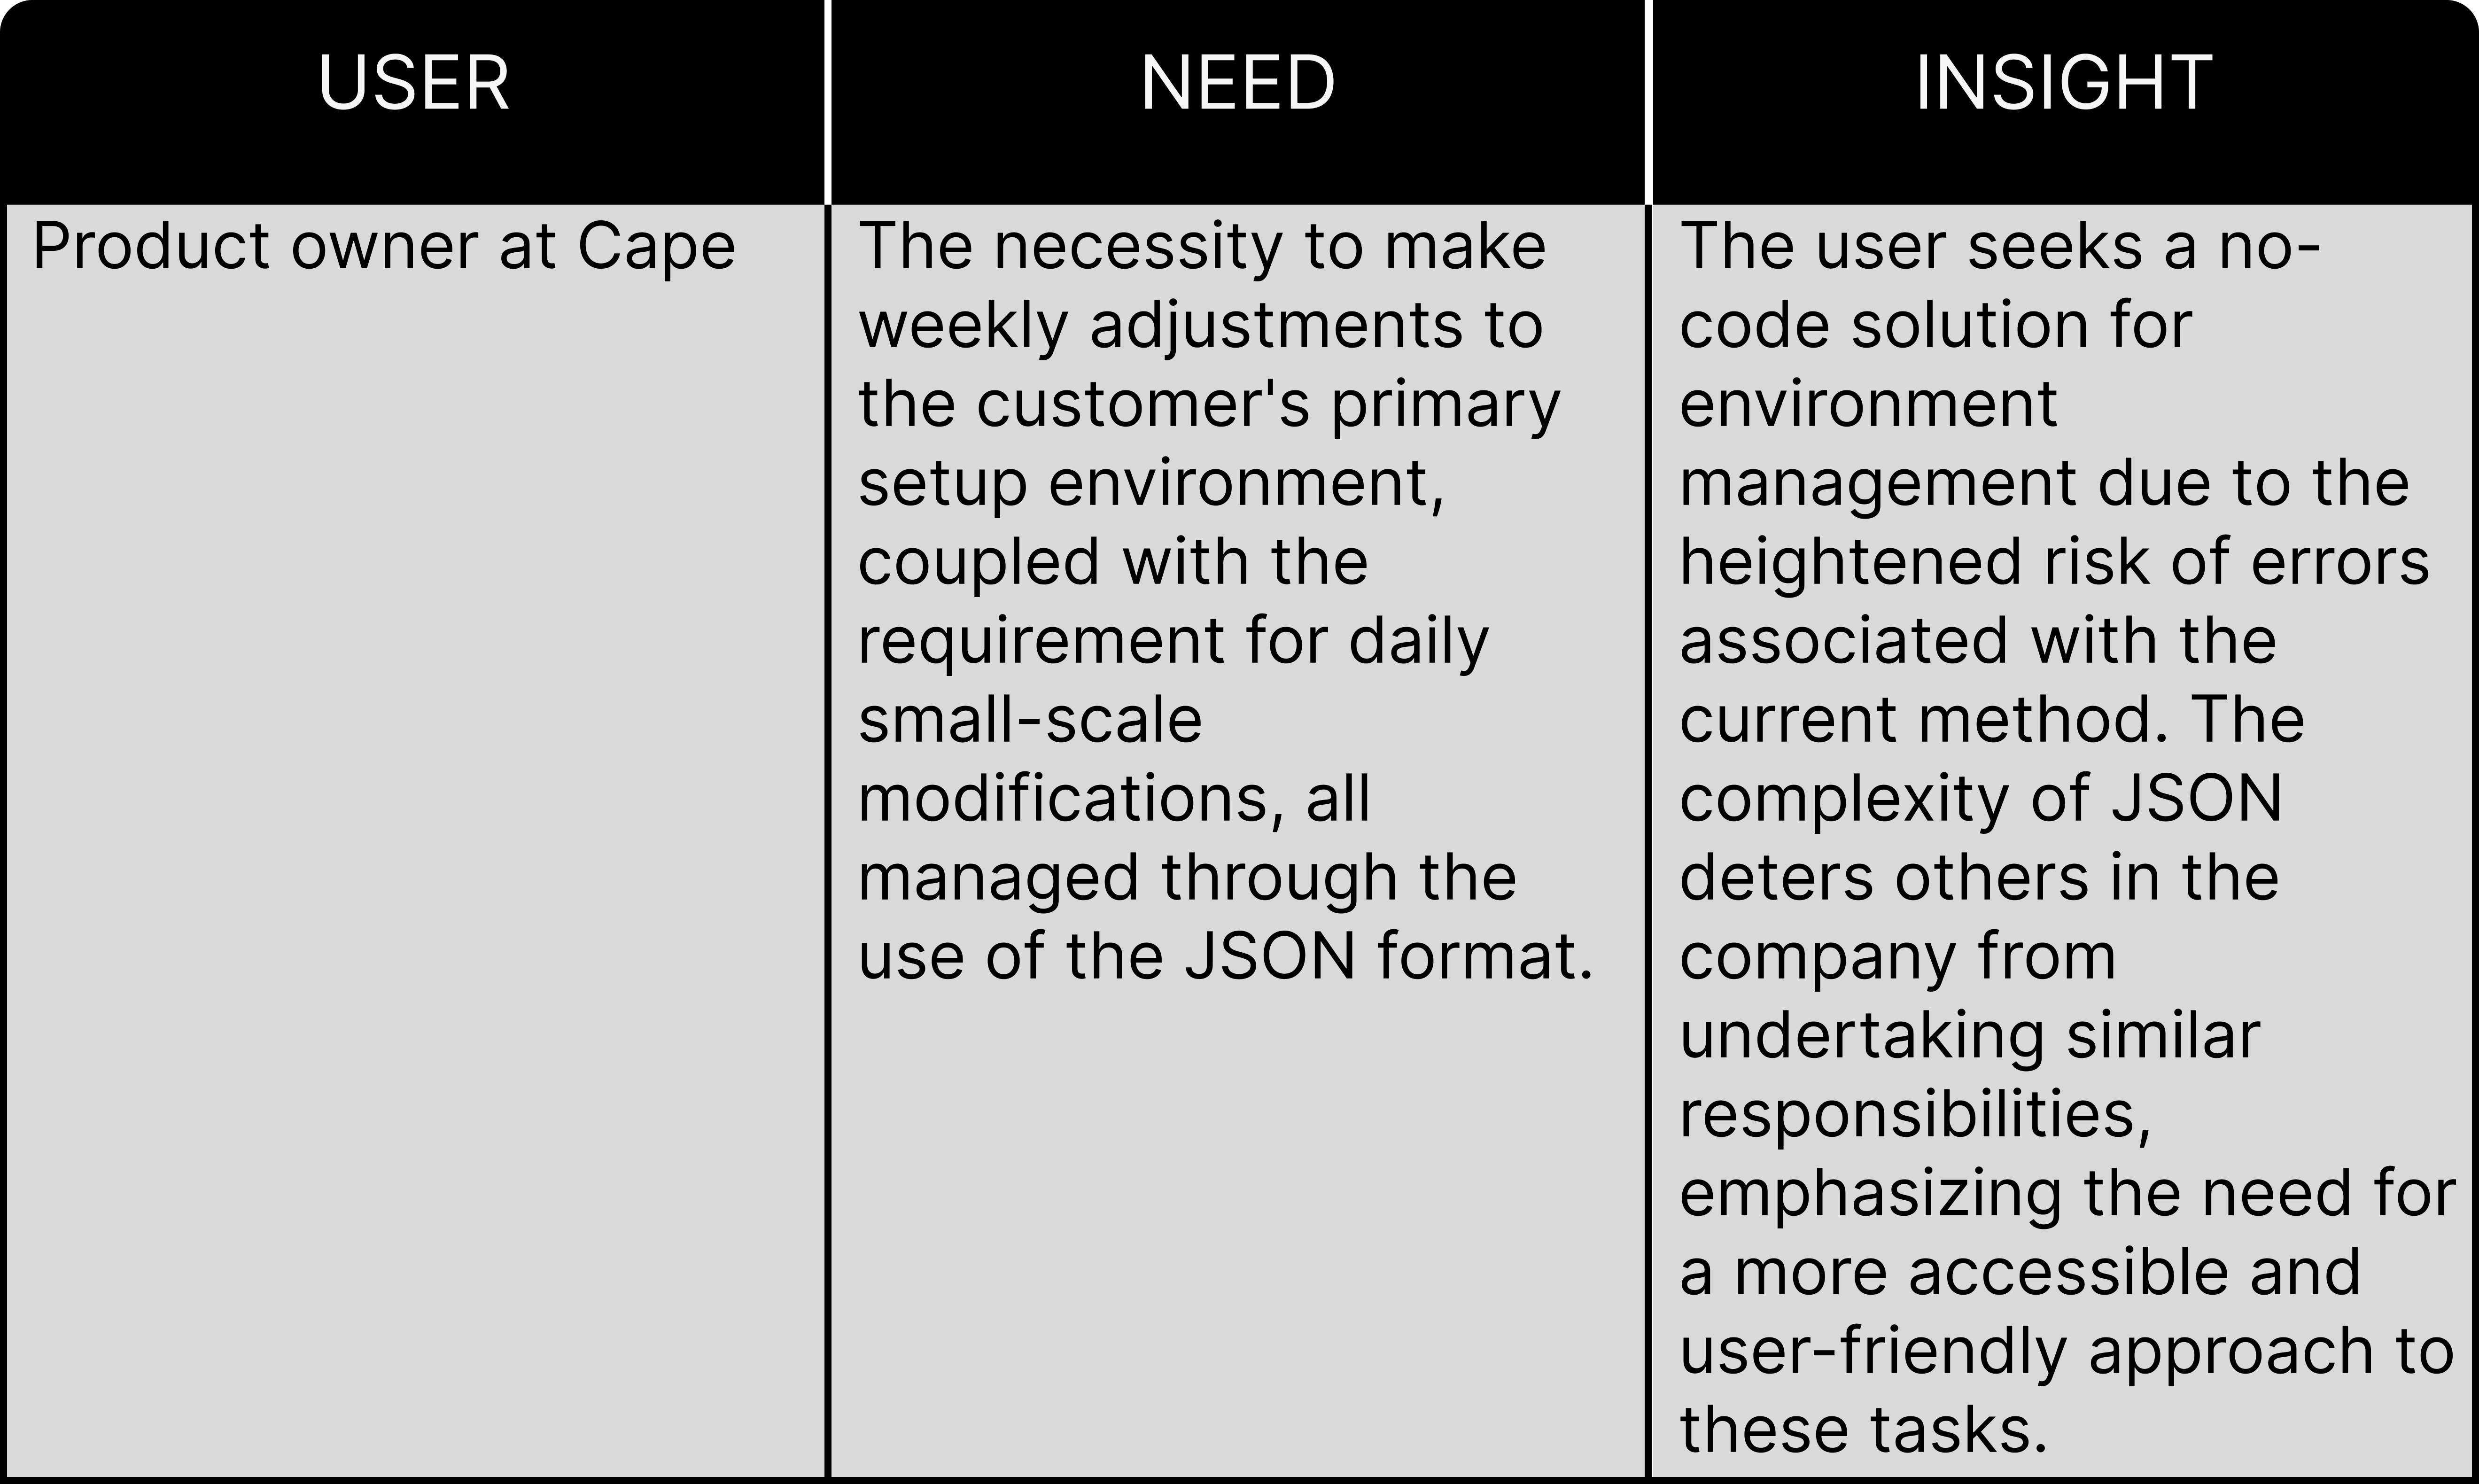 USER
NEED
INSIGHT
Product owner at Cape
The necessity to make
weekly adjustments to
the customer's primary
setup environment,
coupled with the
requirement for daily
small-scale
modifications, all
managed through the
use of the JSON format.
The user seeks a no-
code solution for
environment
management due to the
heightened risk of errors
associated with the
current method. The
complexity of JSON
deters others in the
company from
undertaking similar
responsibilities,
emphasizing the need for
a more accessible and
user-friendly approach to
these tasks.